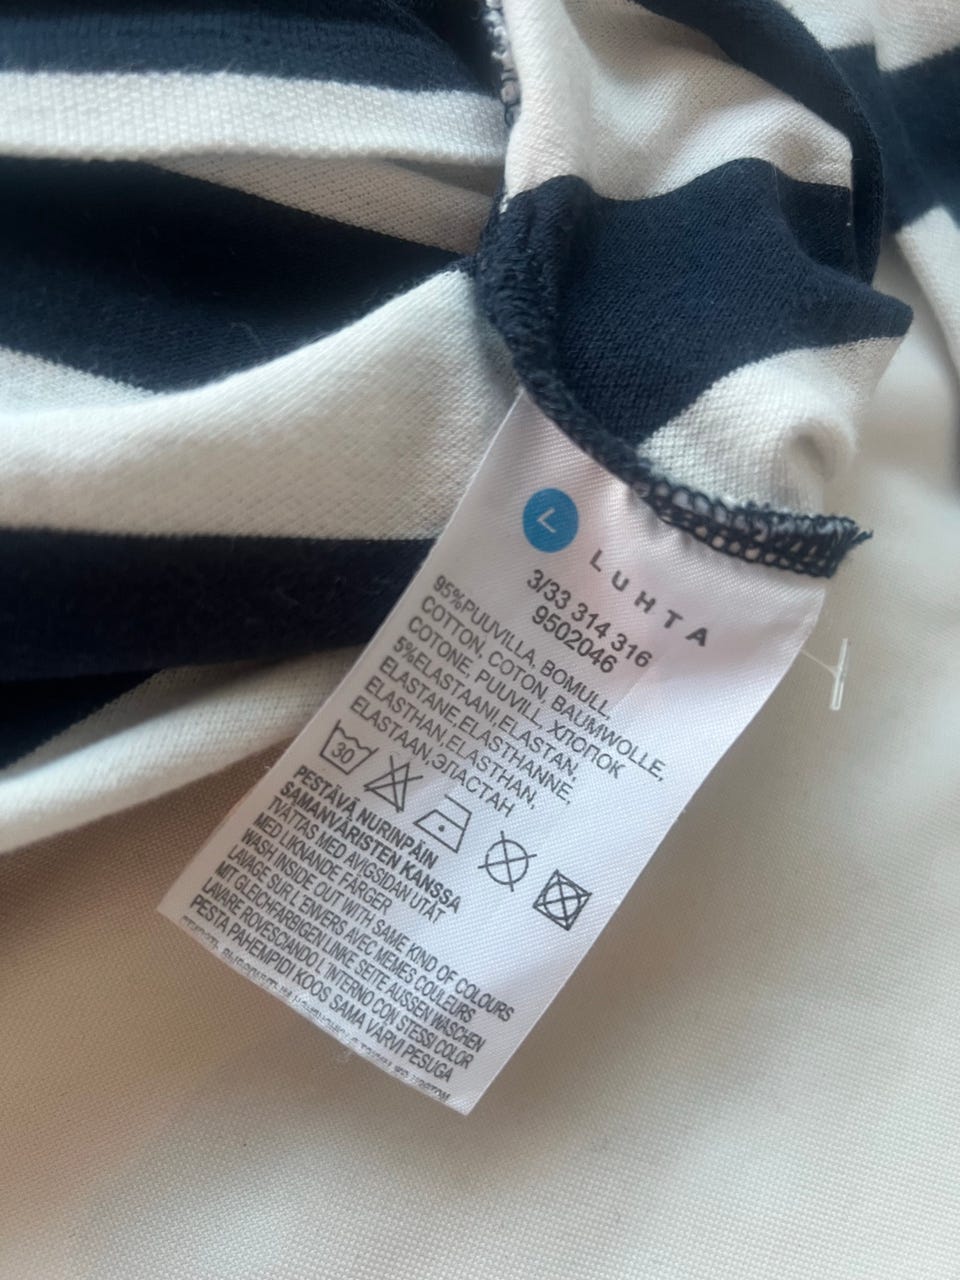 L
LUHTA
3/33 314 316
9502046
95%PUUVILLA, BOMULL,
COTTON, COTON, BAUMWOLLE,
COTONE, PUUVILL, ХЛОПОК
5%ELASTAANI,ELASTAN,
ELASTANE,ELASTHANNE,
ELASTHAN,ELASTHAN,
ELASTAAN,ЭЛАСТАН
30
PESTÄVÄ NURINPÄIN
SAMANVÄRISTEN KANSSA
TVÄTTAS MED AVIGSIDAN UTÅT
MED LIKNANDE FÄRGER
WASH INSIDE OUT WITH SAME KIND OF COLOURS
LAVAGE SUR L'ENVERS AVEC MEMES COULEURS
MIT GLEICHFARBIGEN LINKE SEITE AUSSEN WASCHEN
LAVARE ROVESCIANDO L'INTERNO CON STESSI COLOR
PESTA PAHEMPIDI KOOS SAMA VÄRVI PESUGA